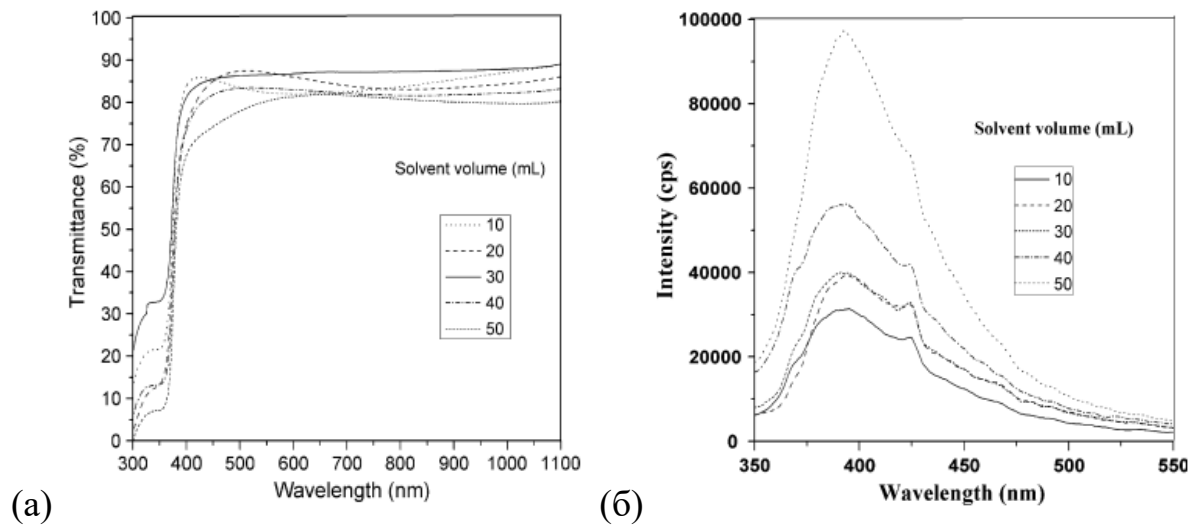 100
90
80
70
60
50
40
30
20
10
0
Transmittance (%)
Solvent volume (mL)
10
20
30
40
50
300 400 500 600 700 800 900 1000 1100
Wavelength (nm)
(а)
100000
80000
60000
40000
20000
0
Intensity (cps)
Solvent volume (mL)
10
20
30
40
50
350 400 450 500 550
Wavelength (nm)
(б)